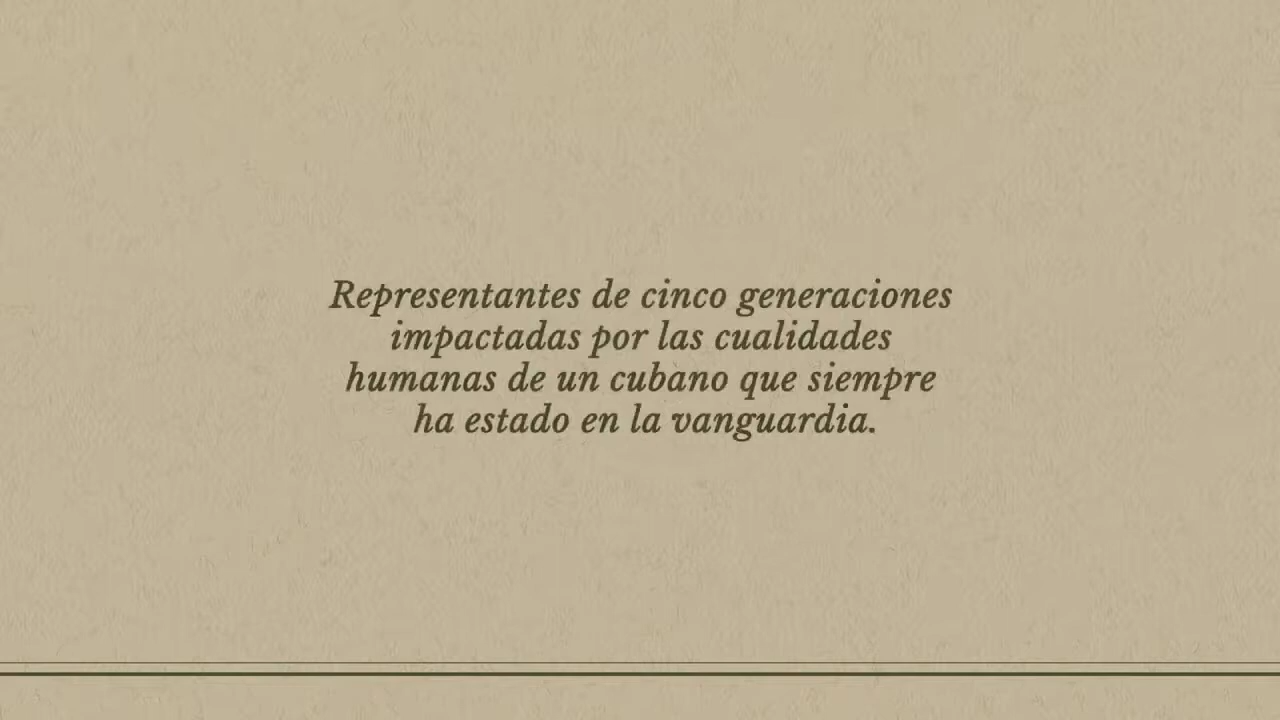 Representantes de cinco generaciones
impactadas por las cualidades
humanas de un cubano que siempre
ha estado en la vanguardia.